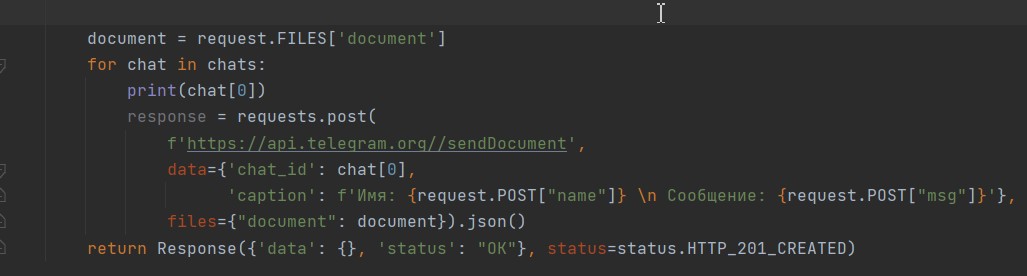 document = request.FILES['document']
for chat in chats:
print(chat[0])
response = requests.post(
f'https://api.telegram.org//sendDocument',
data={'chat_id': chat[0],
'caption': f'Имя: {request.POST["name"]} \n Сообщение: {request.POST["msg"]}'},
files={"document": document}).json()
return Response({'data': {}, 'status': "OK"}, status=status.HTTP_201_CREATED)